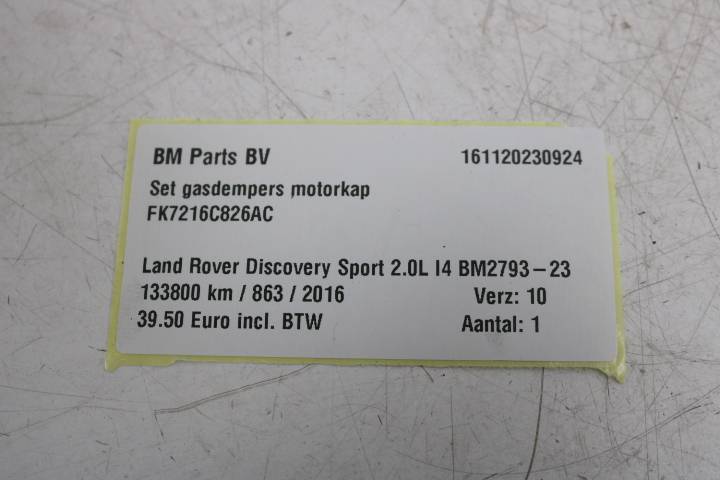 BM Parts BV 161120230924
Set gasdempers motorkap
FK7216C826AC
Land Rover Discovery Sport 2.0L I4 BM2793-23
133800 km / 863 / 2016 Verz: 10
39.50 Euro incl. BTW Aantal: 1